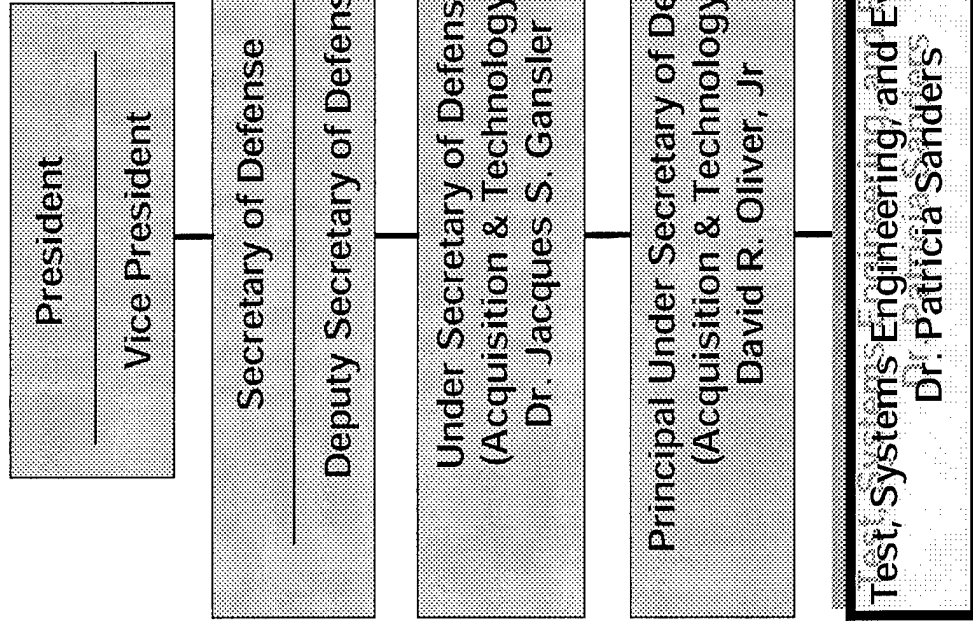 President
Vice President
Secretary of Defense
Deputy Secretary of Defens
Under Secretary of Defens
(Acquisition & Technology
Dr. Jacques S. Gansler
Principal Under Secretary of De
(Acquisition & Technology
David R. Oliver, Jr
Test, Systems Engineering, and Ev
Dr. Patricia Sanders